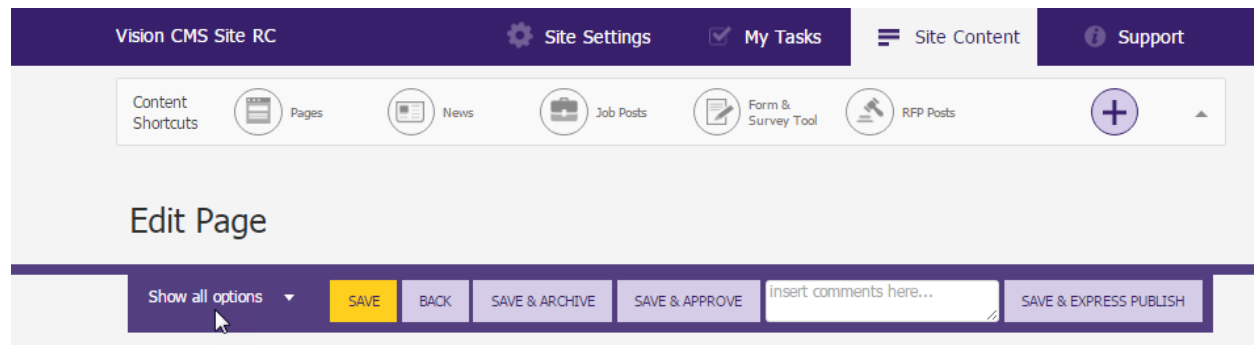 Vision CMS Site RC
Site Settings
My Tasks
Site Content
Support
Content
Shortcuts
Pages
News
Job Posts
Form &
Survey Tool
RFP Posts
Edit Page
Show all options
SAVE
BACK
SAVE & ARCHIVE
SAVE & APPROVE
insert comments here...
SAVE & EXPRESS PUBLISH